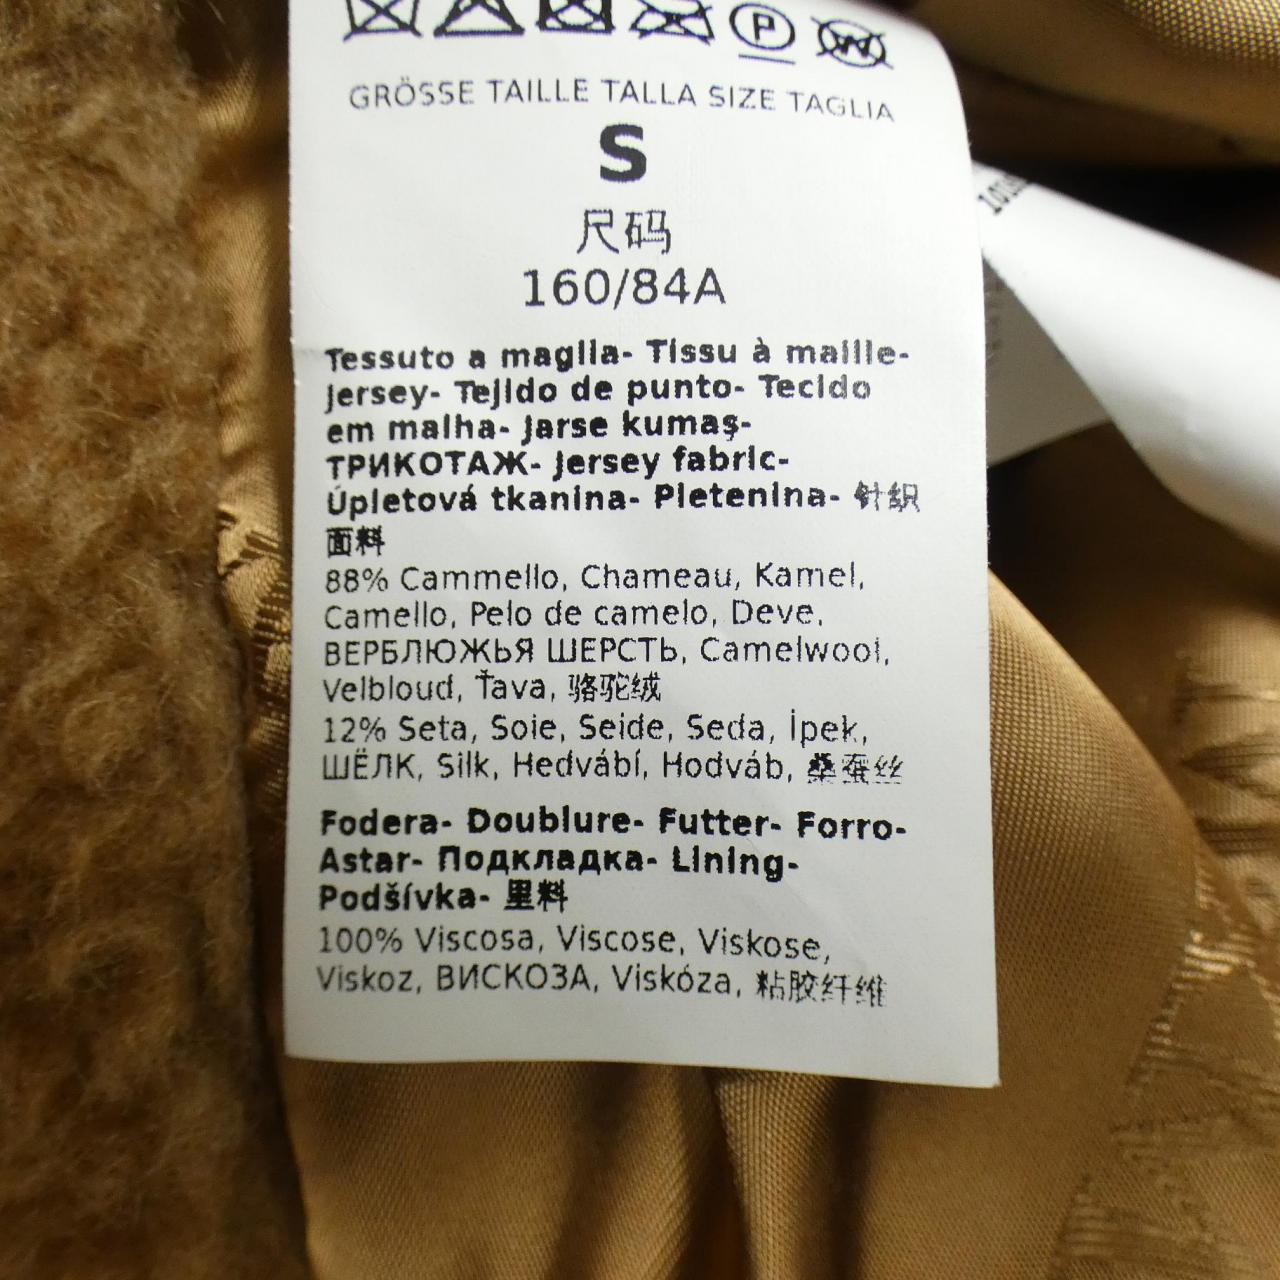 P
W
GRÖSSE TAILLE TALLA SIZE TAGLIA
S
尺码
160/84A
Tessuto a maglia- Tissu à maille-
Jersey- Tejido de punto- Tecido
em malha- Jarse kumaş-
ТРИКОТАЖ- Jersey fabric-
Úpletová tkanina- Pletenina- 针织
面料
88% Cammello, Chameau, Kamel,
Camello, Pelo de camelo, Deve,
ВЕРБЛЮЖЬЯ ШЕРСТЬ, Camelwool,
Velbloud, Ťava, 骆驼绒
12% Seta, Soie, Seide, Seda, İpek,
ШЁЛК, Silk, Hedvábí, Hodváb, 桑蚕丝
Fodera- Doublure- Futter- Forro-
Astar- Подкладка- Lining-
Podšívka- 里料
100% Viscosa, Viscose, Viskose,
Viskoz, ВИСКОЗА, Viskóza, 粘胶纤维